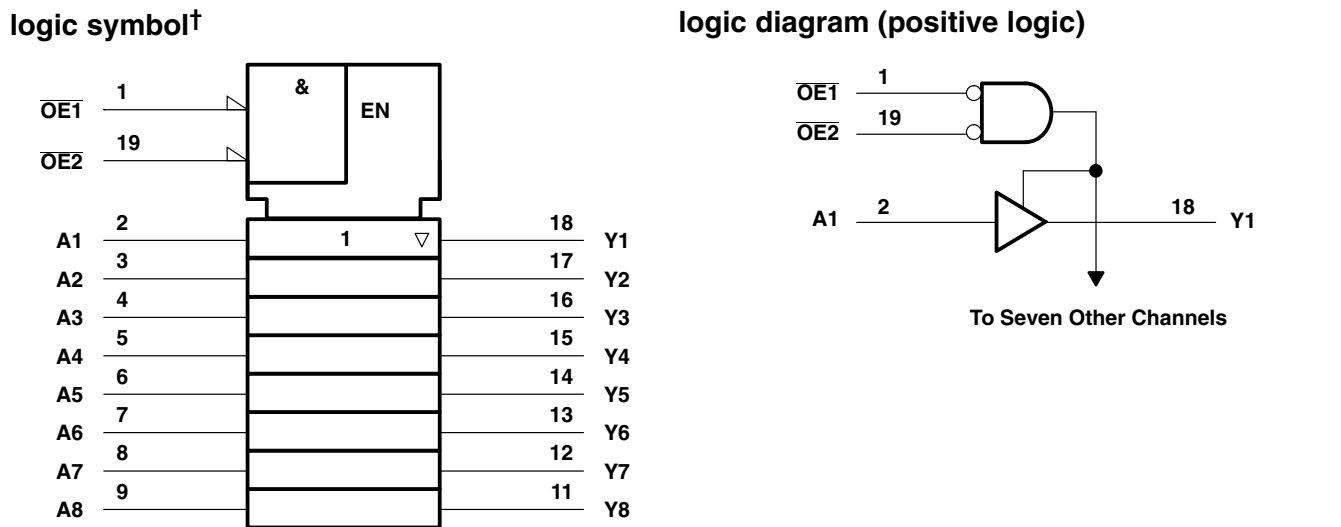 logic symbol†
OE1 1 & EN
OE2 19
A1 2 1 ▽ 18 Y1
A2 3 17 Y2
A3 4 16 Y3
A4 5 15 Y4
A5 6 14 Y5
A6 7 13 Y6
A7 8 12 Y7
A8 9 11 Y8
logic diagram (positive logic)
OE1 1
OE2 19
A1 2 18 Y1
To Seven Other Channels